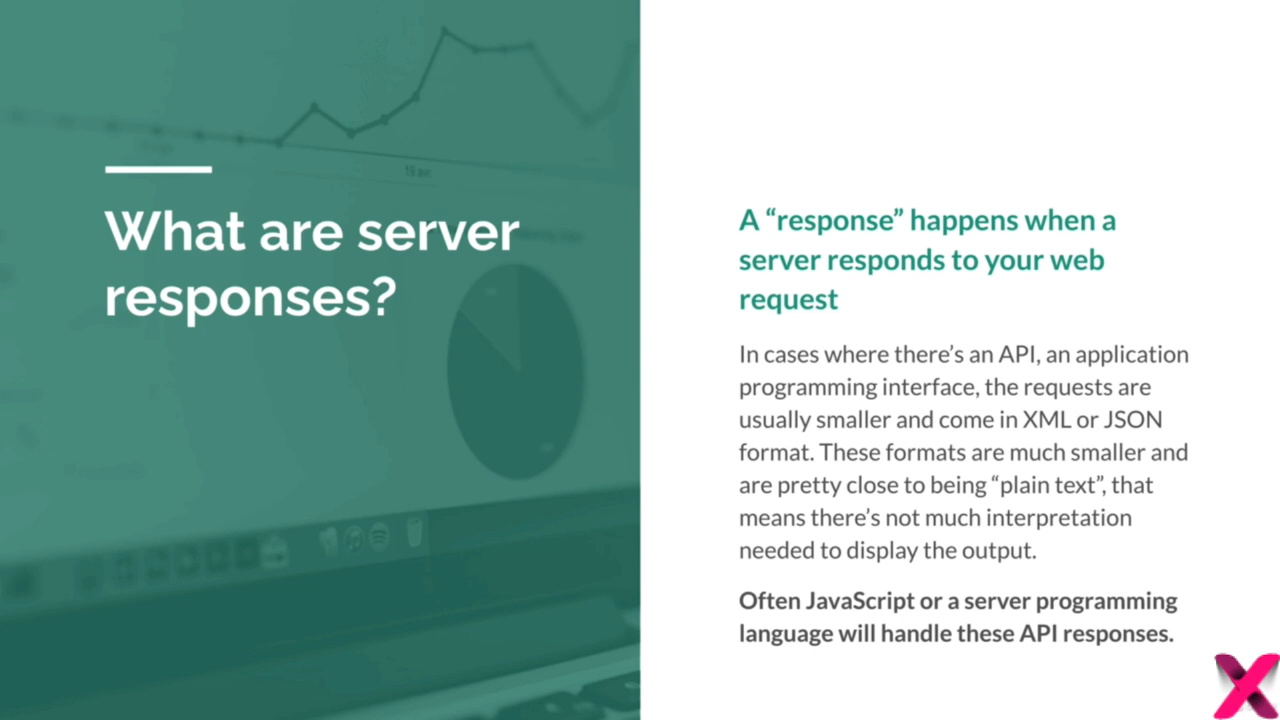 What are server
responses?
A “response” happens when a
server responds to your web
request
In cases where there’s an API, an application
programming interface, the requests are
usually smaller and come in XML or JSON
format. These formats are much smaller and
are pretty close to being “plain text”, that
means there’s not much interpretation
needed to display the output.
Often JavaScript or a server programming
language will handle these API responses.